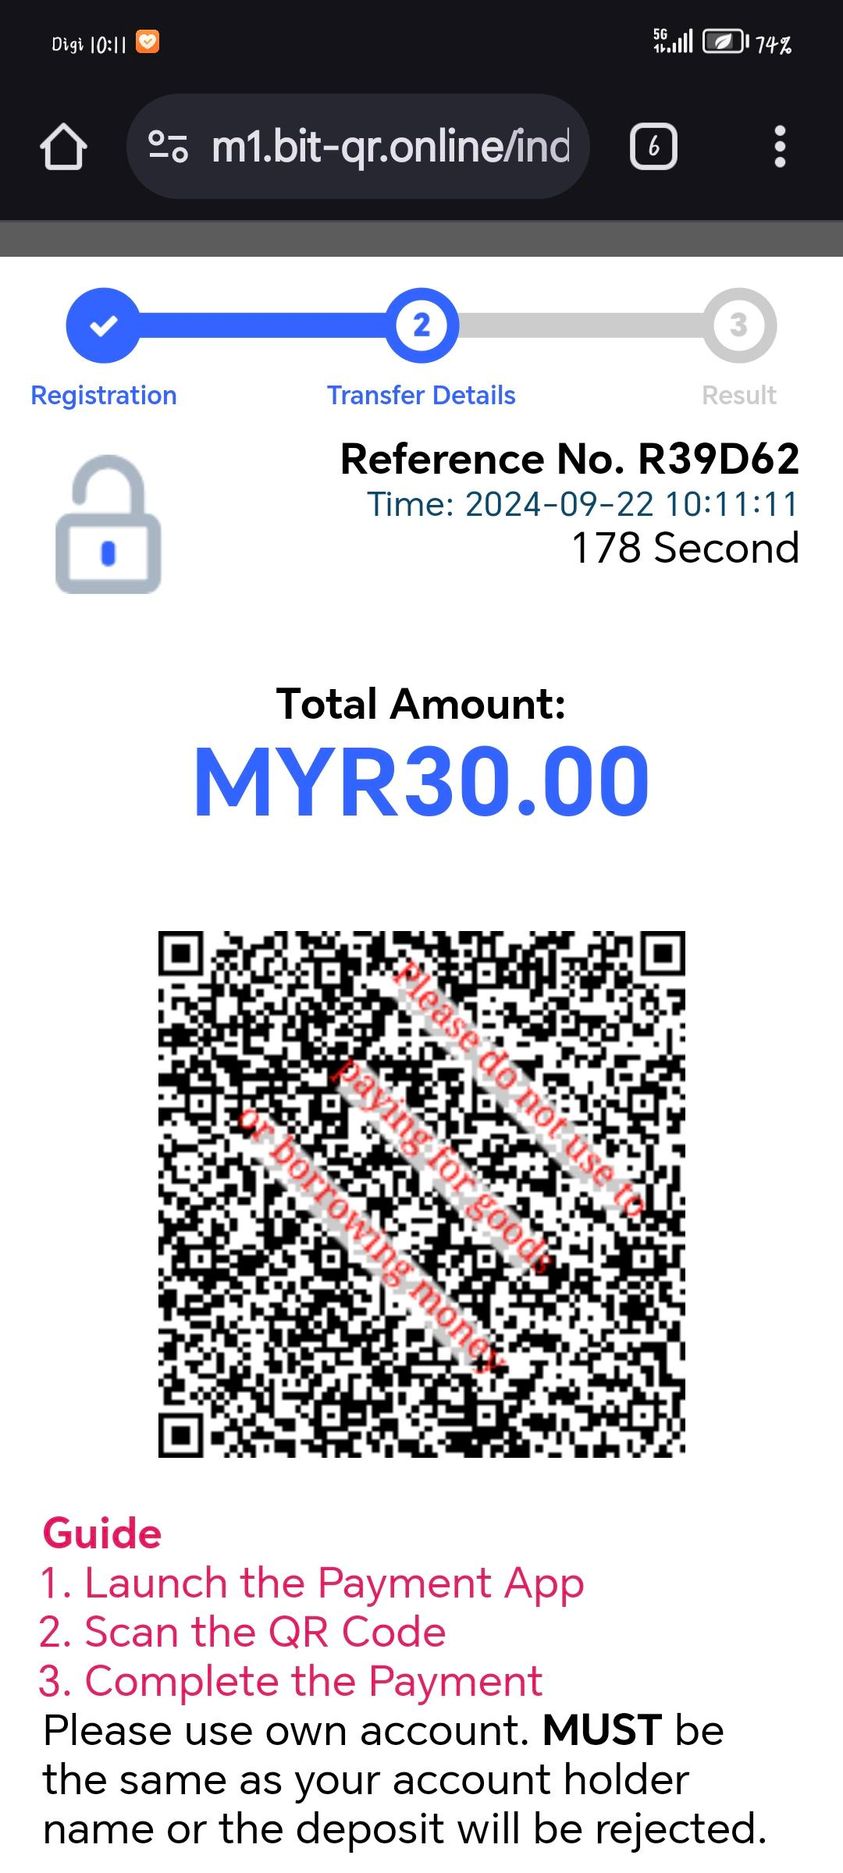 Digi 10:11
5G
74%
m1.bit-qr.online/ind
6
2
3
Registration
Transfer Details
Result
Reference No. R39D62
Time: 2024-09-22 10:11:11
178 Second
Total Amount:
MYR30.00
Please do not use to
paying for goods
or borrowing money
Guide
1. Launch the Payment App
2. Scan the QR Code
3. Complete the Payment
Please use own account. MUST be
the same as your account holder
name or the deposit will be rejected.